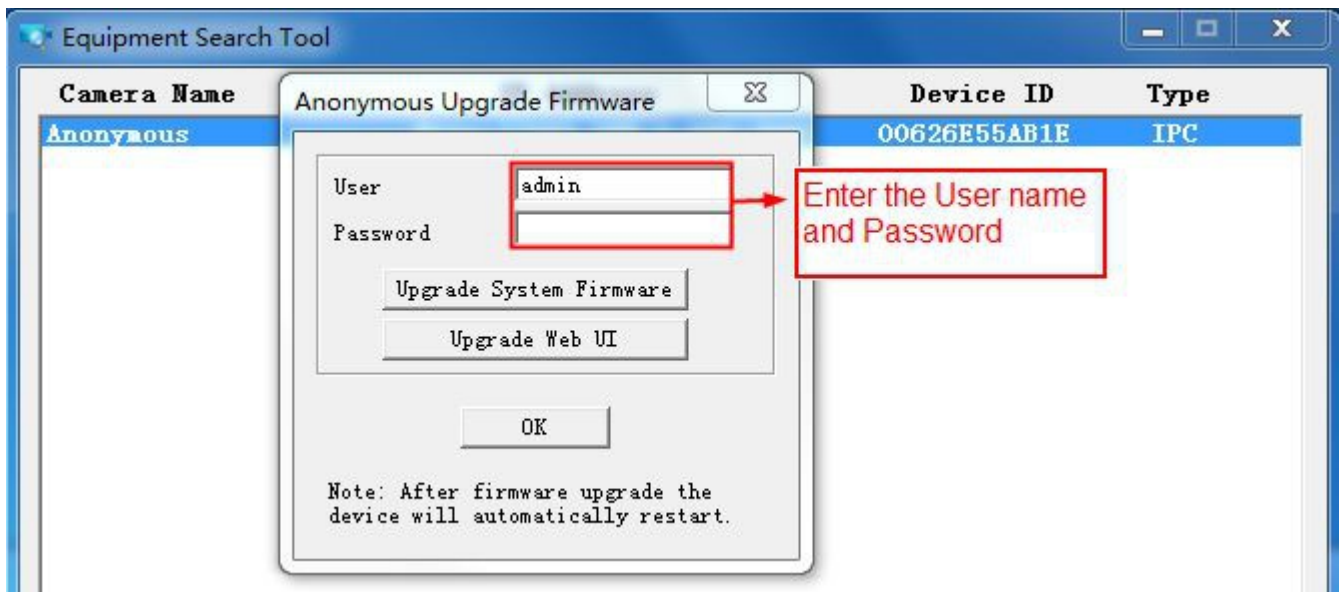 Equipment Search Tool
Camera Name Device ID Type
Anonymous 00626E55AB1E IPC
Anonymous Upgrade Firmware
User admin
Password
Enter the User name
and Password
Upgrade System Firmware
Upgrade Web UI
OK
Note: After firmware upgrade the
device will automatically restart.